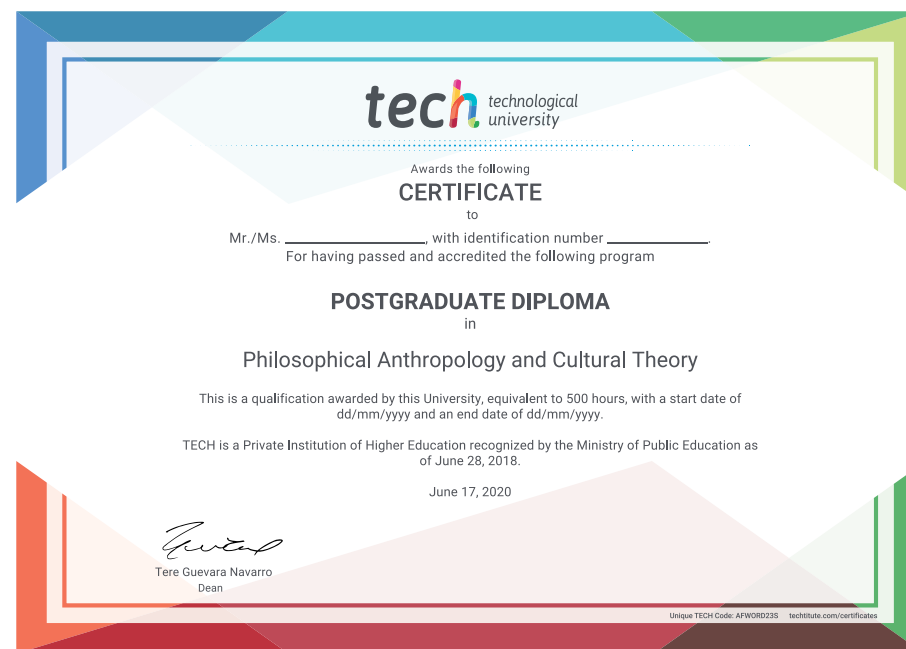 tech technological
university
Awards the following
CERTIFICATE
to
Mr./Ms. ____________________, with identification number ______________.
For having passed and accredited the following program
POSTGRADUATE DIPLOMA
in
Philosophical Anthropology and Cultural Theory
This is a qualification awarded by this University, equivalent to 500 hours, with a start date of
dd/mm/yyyy and an end date of dd/mm/yyyy.
TECH is a Private Institution of Higher Education recognized by the Ministry of Public Education as
of June 28, 2018.
June 17, 2020
Tere Guevara Navarro
Dean
Unique TECH Code: AFWORD23S techtitute.com/certificates